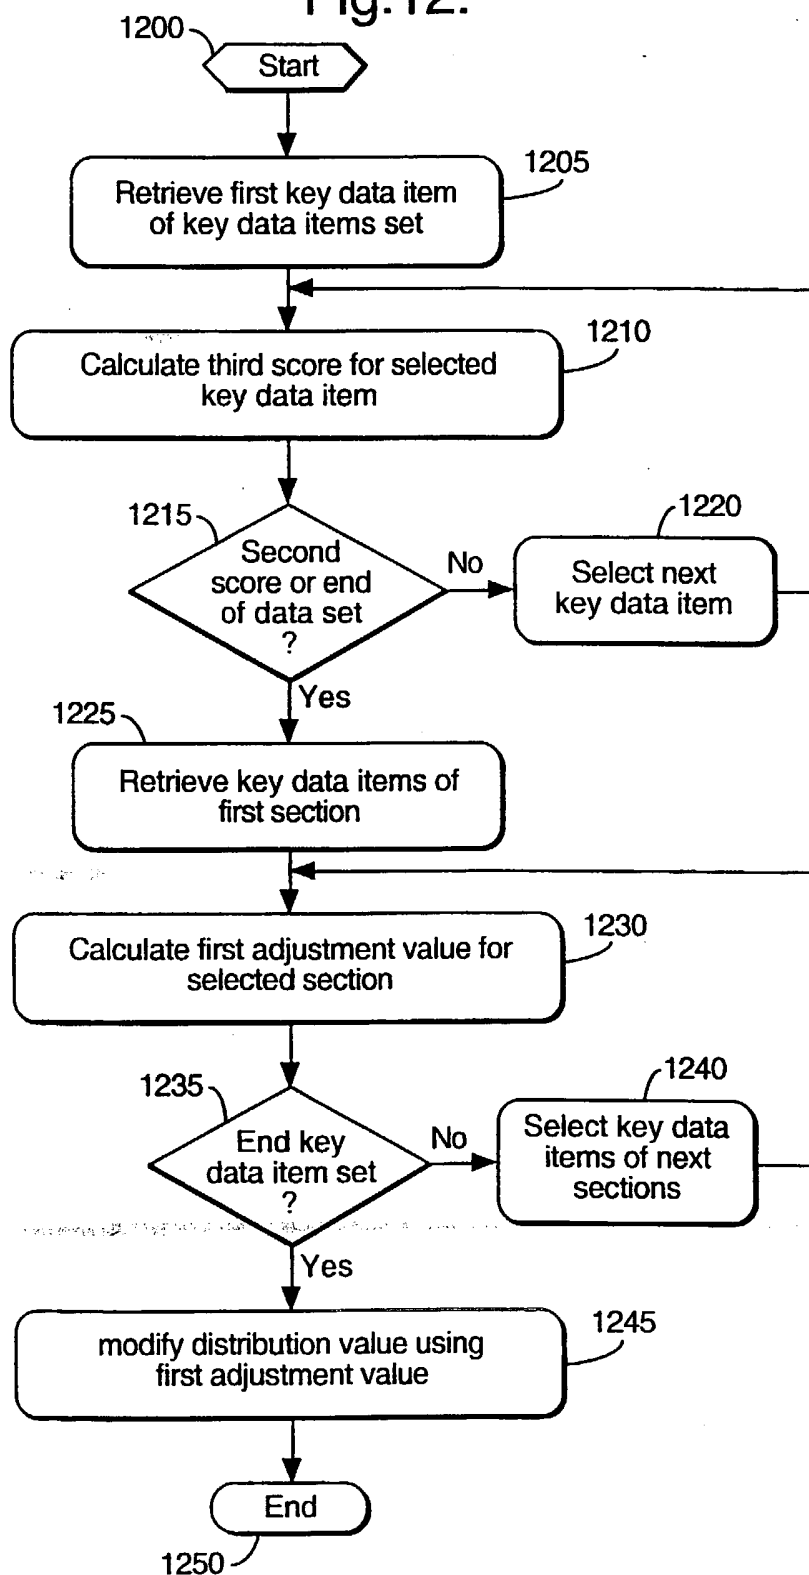 Fig.12.
1200
Start
1205
Retrieve first key data item
of key data items set
1210
Calculate third score for selected
key data item
1215
Second
score or end
of data set
?
No
1220
Select next
key data item
Yes
1225
Retrieve key data items of
first section
1230
Calculate first adjustment value for
selected section
1235
End key
data item set
?
No
1240
Select key data
items of next
sections
Yes
1245
modify distribution value using
first adjustment value
End
1250